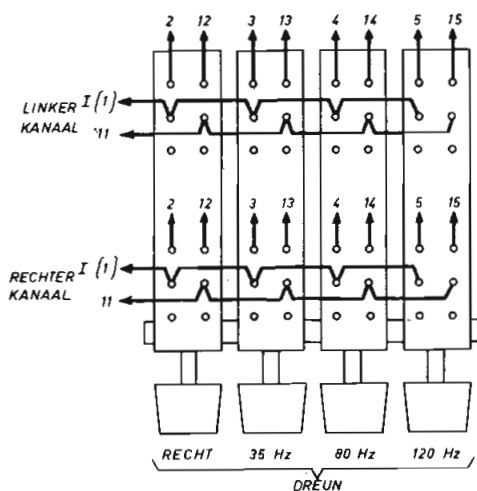 2 12 3 13 4 14 5 15
LINKER I (1)
KANAAL 11
2 12 3 13 4 14 5 15
RECHTER I (1)
KANAAL 11
RECHT 35 Hz 80 Hz 120 Hz
DREUN